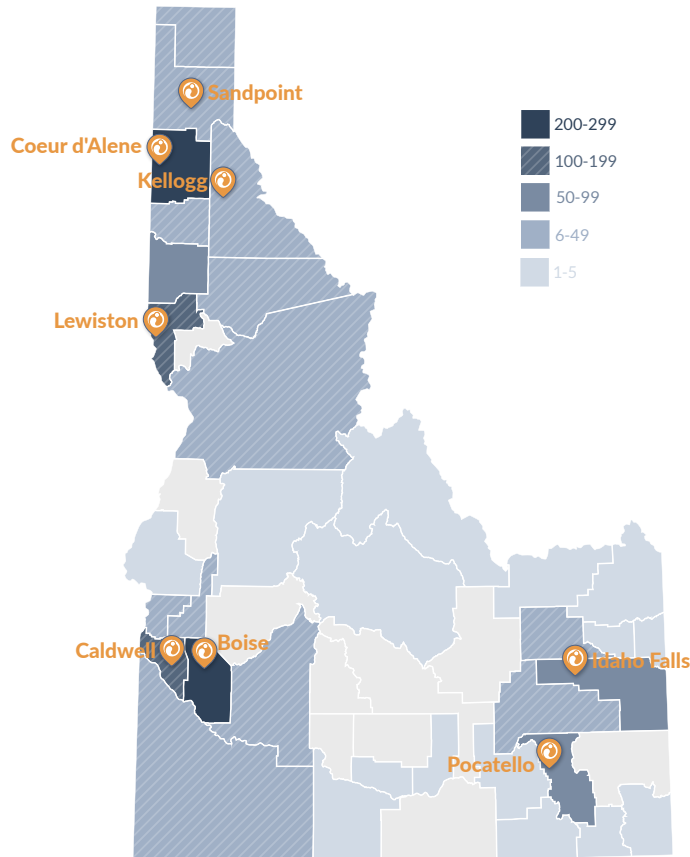 Sandpoint
Coeur d'Alene
Kellogg
200-299
100-199
50-99
6-49
1-5
Lewiston
Caldwell
Boise
Idaho Falls
Pocatello